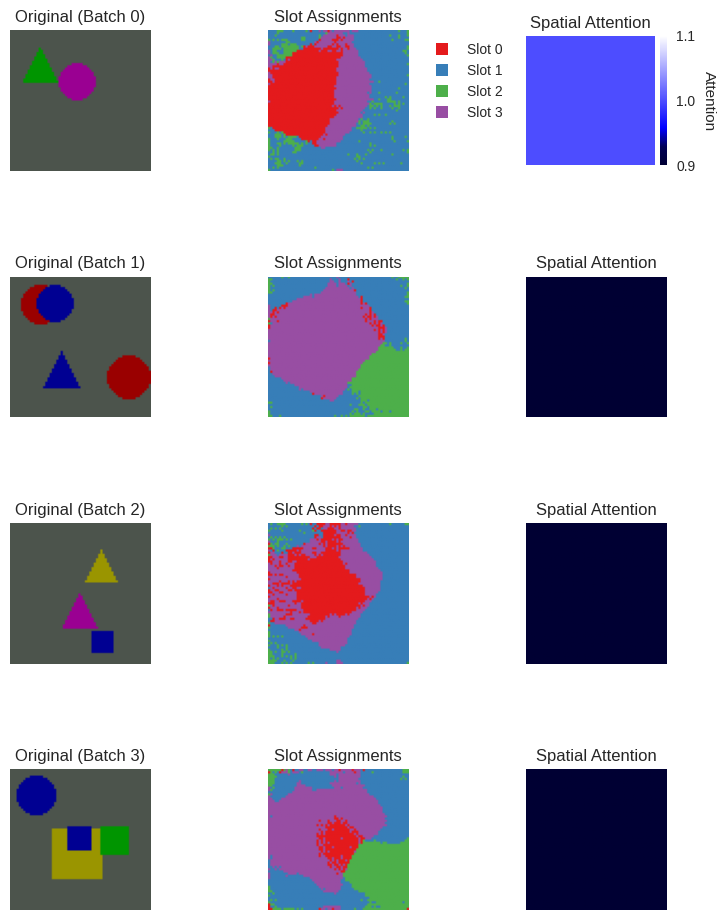 Original (Batch 0)
Slot Assignments
Spatial Attention
Slot 0
Slot 1
Slot 2
Slot 3
1.1
1.0
0.9
Attention
Original (Batch 1)
Slot Assignments
Spatial Attention
Original (Batch 2)
Slot Assignments
Spatial Attention
Original (Batch 3)
Slot Assignments
Spatial Attention